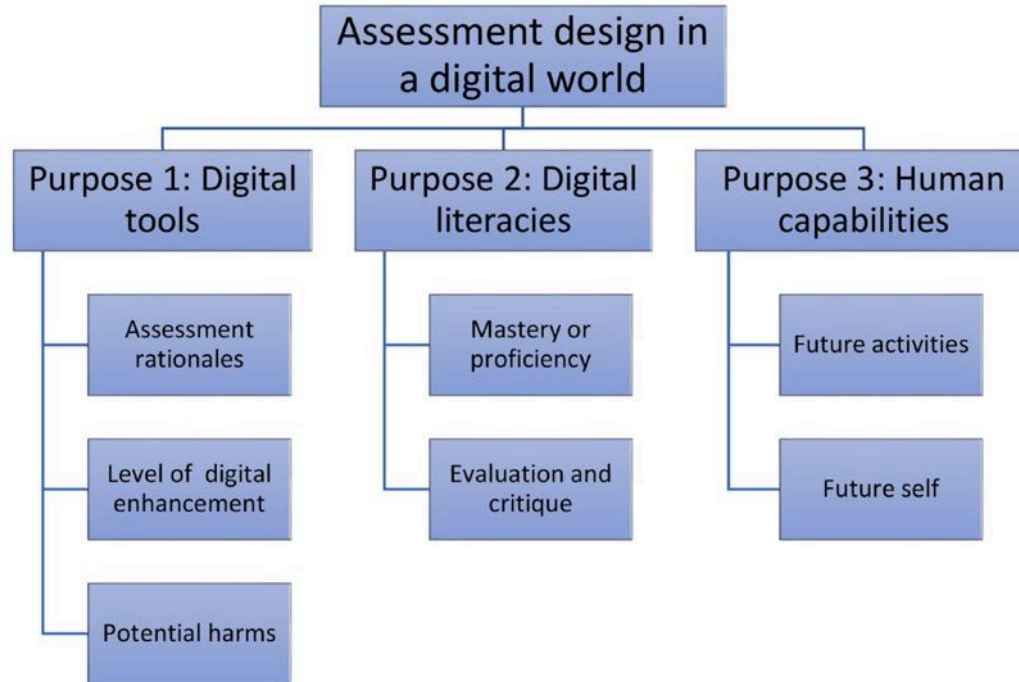 Assessment design in
a digital world
Purpose 1: Digital
tools
Assessment
rationales
Level of digital
enhancement
Potential harms
Purpose 2: Digital
literacies
Mastery or
proficiency
Evaluation and
critique
Purpose 3: Human
capabilities
Future activities
Future self